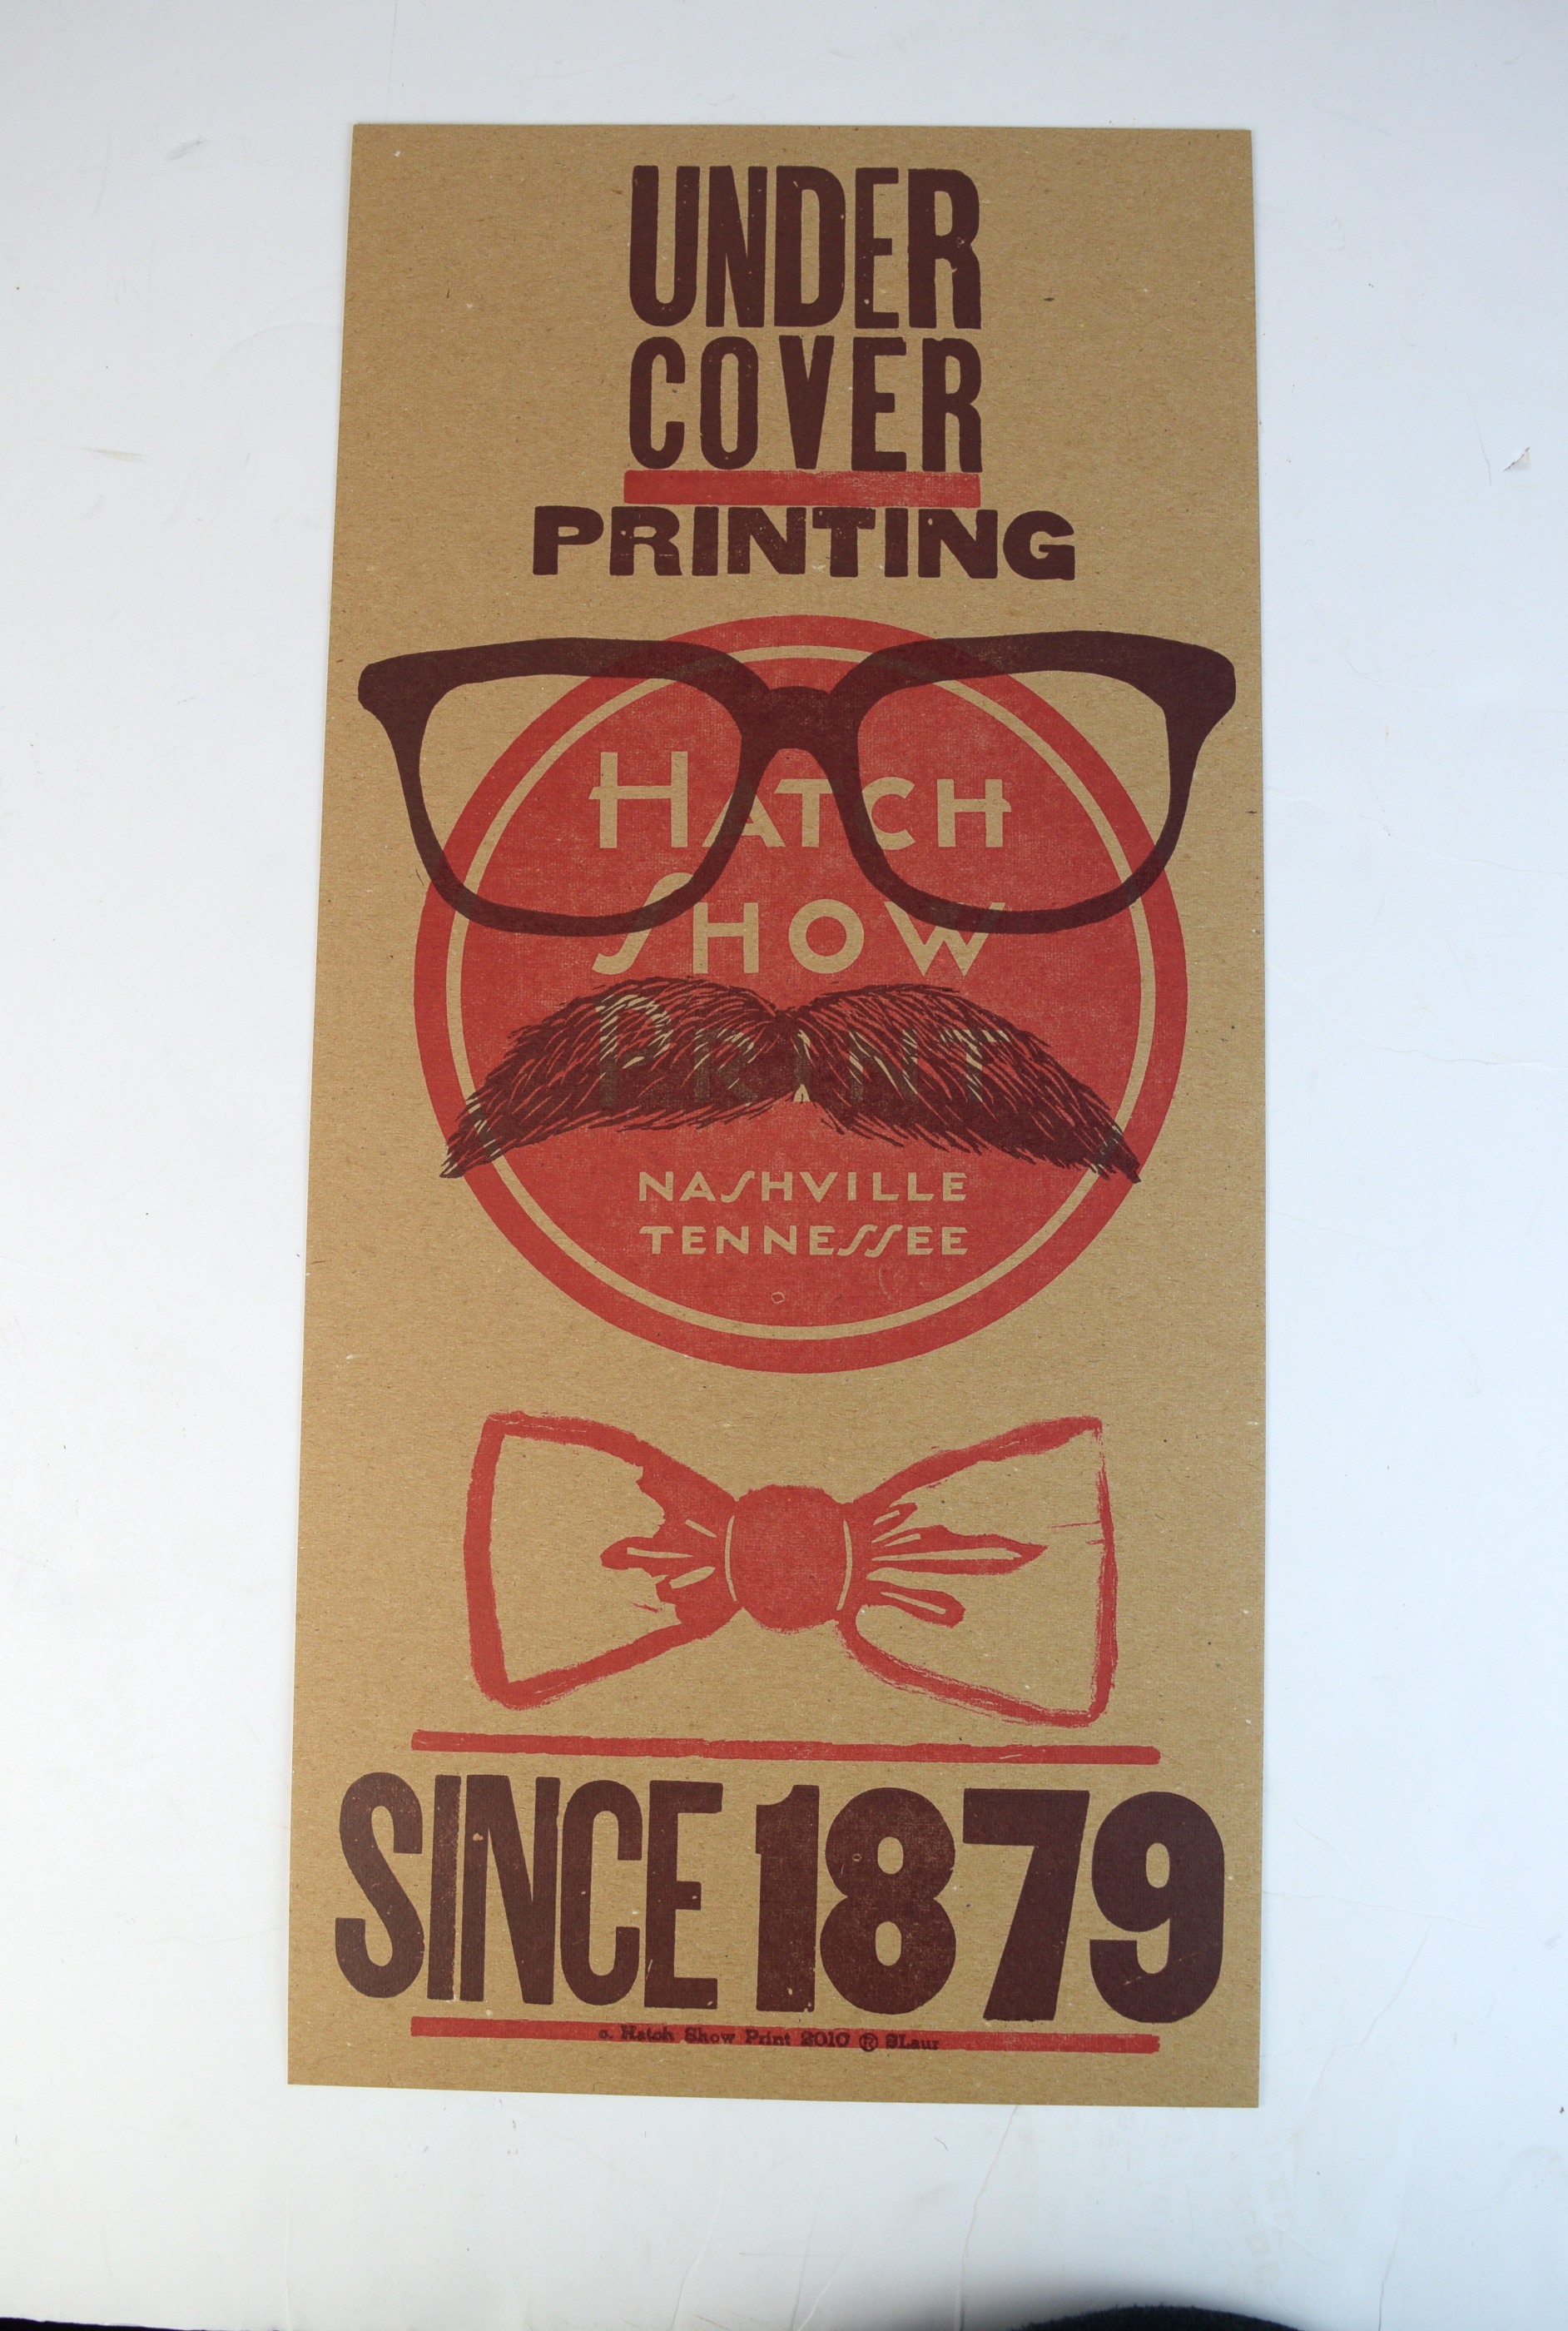 UNDER
COVER
PRINTING
HATCH
SHOW
PRINT
NASHVILLE
TENNESSEE
SINCE 1879
Hatch Show Print 2010 ®